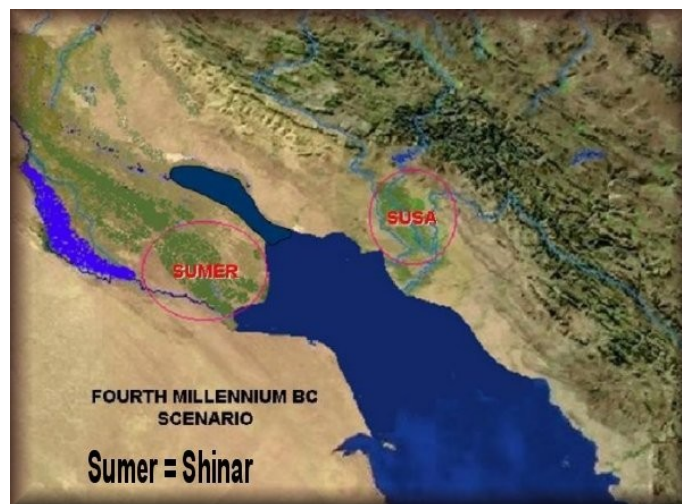 SUSA
SUMER
FOURTH MILLENNIUM BC
SCENARIO
Sumer = Shinar